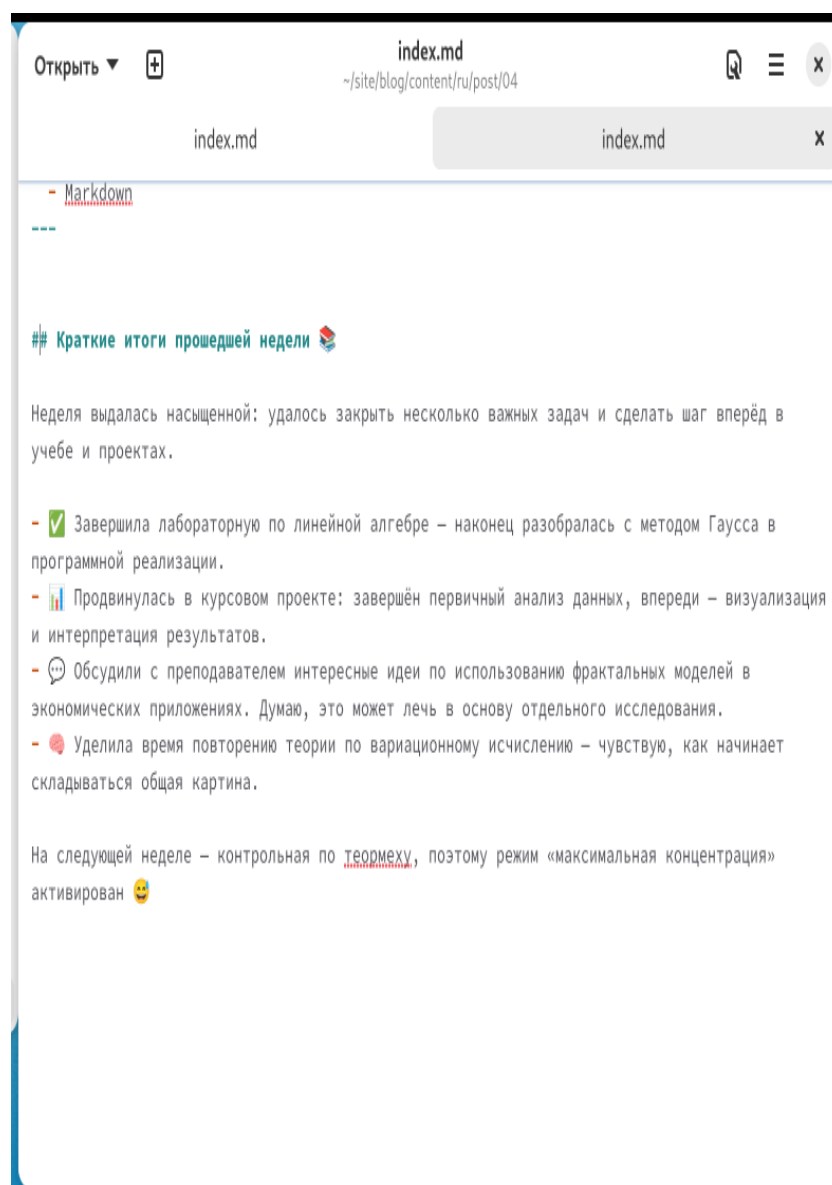 Открыть
index.md
~/site/blog/content/ru/post/04
index.md
index.md
- Markdown
---
## Краткие итоги прошедшей недели 📚
Неделя выдалась насыщенной: удалось закрыть несколько важных задач и сделать шаг вперёд в
учебе и проектах.
- ✅ Завершила лабораторную по линейной алгебре — наконец разобралась с методом Гаусса в
программной реализации.
- 📊 Продвинулась в курсовом проекте: завершён первичный анализ данных, впереди — визуализация
и интерпретация результатов.
- 💬 Обсудили с преподавателем интересные идеи по использованию фрактальных моделей в
экономических приложениях. Думаю, это может лечь в основу отдельного исследования.
- 🧠 Уделила время повторению теории по вариационному исчислению — чувствую, как начинает
складываться общая картина.
На следующей неделе — контрольная по теормеху, поэтому режим «максимальная концентрация»
активирован 😅